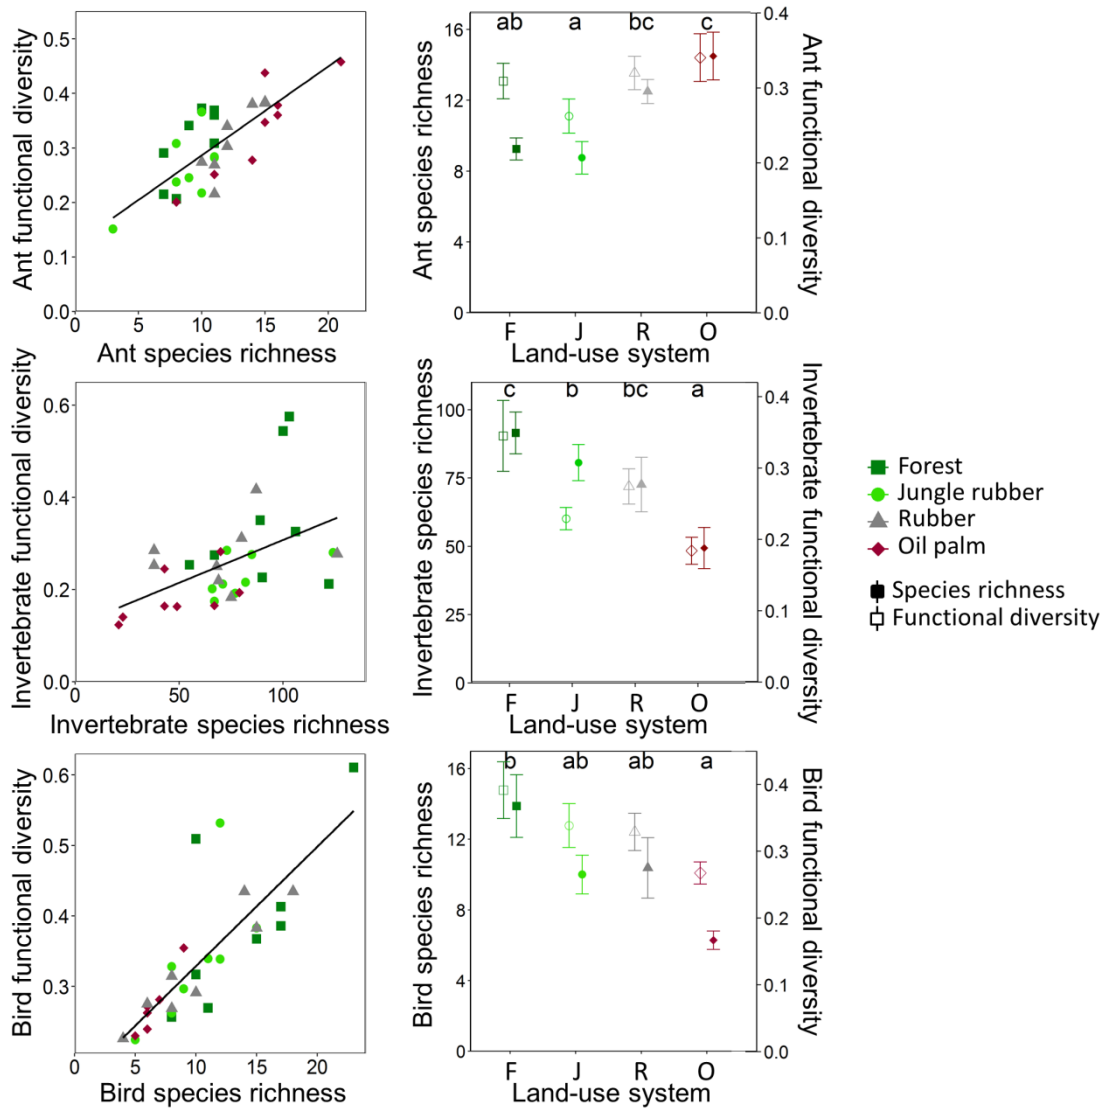 Ant functional diversity
0.5
0.4
0.3
0.2
0.1
0.0
0
5
10
15
20
Ant species richness
Ant species richness
16
12
8
4
0
ab
a
bc
c
F
J
R
O
Land-use system
0.4
0.3
0.2
0.1
0.0
Ant functional diversity
Invertebrate functional diversity
0.6
0.4
0.2
0.0
0
50
100
Invertebrate species richness
Invertebrate species richness
100
75
50
25
0
c
b
bc
a
F
J
R
O
Land-use system
0.4
0.3
0.2
0.1
0.0
Invertebrate functional diversity
Forest
Jungle rubber
Rubber
Oil palm
Species richness
Functional diversity
Bird functional diversity
0.6
0.5
0.4
0.3
0
5
10
15
20
Bird species richness
Bird species richness
16
12
8
4
0
b
ab
ab
a
F
J
R
O
Land-use system
0.4
0.3
0.2
0.1
0.0
Bird functional diversity